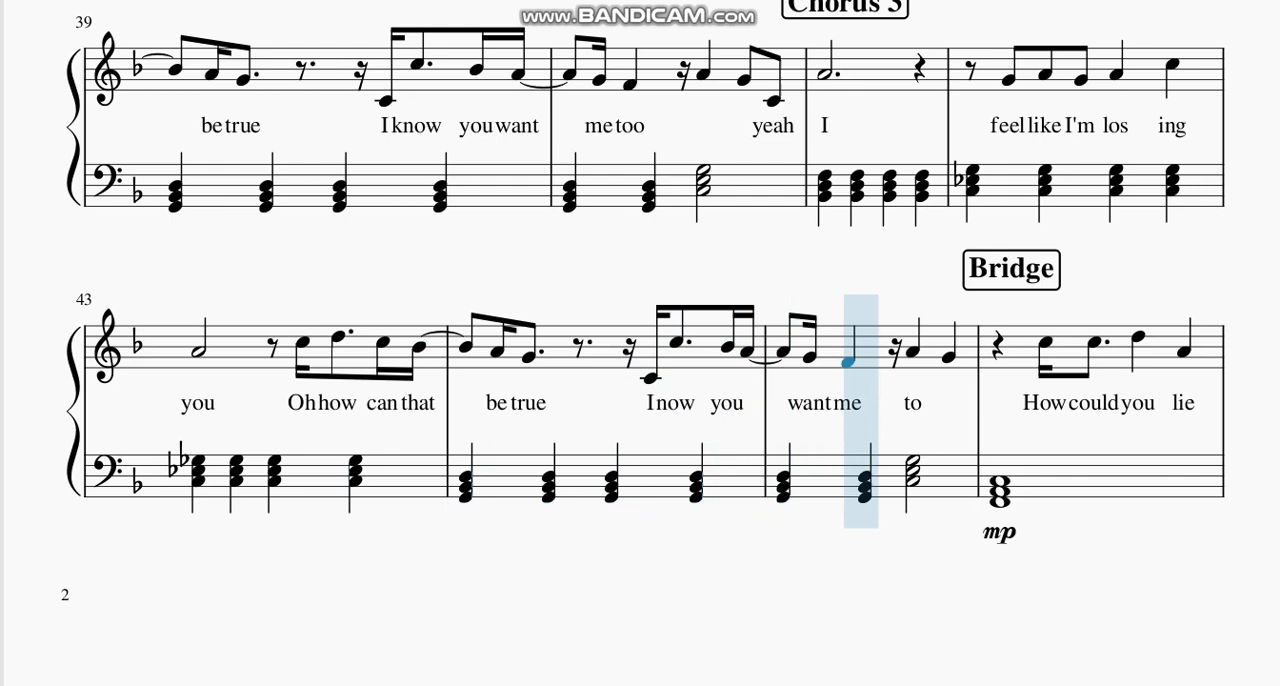 www.BANDICAM.com
Chorus 3
39
be true I know you want me too yeah I feel like I'm los ing
Bridge
43
you Oh how can that be true I now you want me to How could you lie
mp
2